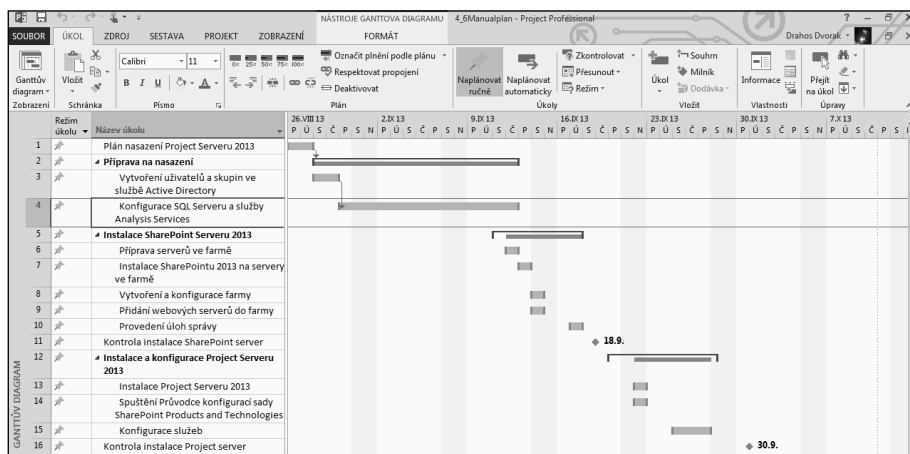 NÁSTROJE GANTTOVA DIAGRAMU 4_6Manualplan - Project Professional
SOUBOR ÚKOL ZDROJ SESTAVA PROJEKT ZOBRAZENÍ FORMÁT Drahos Dvorak
Ganttův diagram
Zobrazení
Vložit
Schránka
Calibri 11
B I U A
Písmo
0% 25% 50% 75% 100%
Označit plnění podle plánu
Respektovat propojení
Deaktivovat
Plán
Naplánovat ručně
Naplánovat automaticky
Zkontrolovat
Přesunout
Režim
Úkoly
Úkol
Souhrn
Milník
Dodávka
Vložit
Informace
Vlastnosti
Přejít na úkol
Úpravy
Režim úkolu Název úkolu
26.VIII 13 2.IX 13 9.IX 13 16.IX 13 23.IX 13 30.IX 13 7.X 13
P Ú S Č P S N P Ú S Č P S N P Ú S Č P S N P Ú S Č P S N P Ú S Č P S N P Ú S Č P S N P Ú S Č P S
1 Plán nasazení Project Serveru 2013
2 Příprava na nasazení
3 Vytvoření uživatelů a skupin ve
službě Active Directory
4 Konfigurace SQL Serveru a služby
Analysis Services
5 Instalace SharePoint Serveru 2013
6 Příprava serverů ve farmě
7 Instalace SharePointu 2013 na servery
ve farmě
8 Vytvoření a konfigurace farmy
9 Přidání webových serverů do farmy
10 Provedení úloh správy
11 Kontrola instalace SharePoint server 18.9.
12 Instalace a konfigurace Project Serveru
2013
13 Instalace Project Serveru 2013
14 Spuštění Průvodce konfigurací sady
SharePoint Products and Technologies
15 Konfigurace služeb
16 Kontrola instalace Project server 30.9.
GANTTŮV DIAGRAM